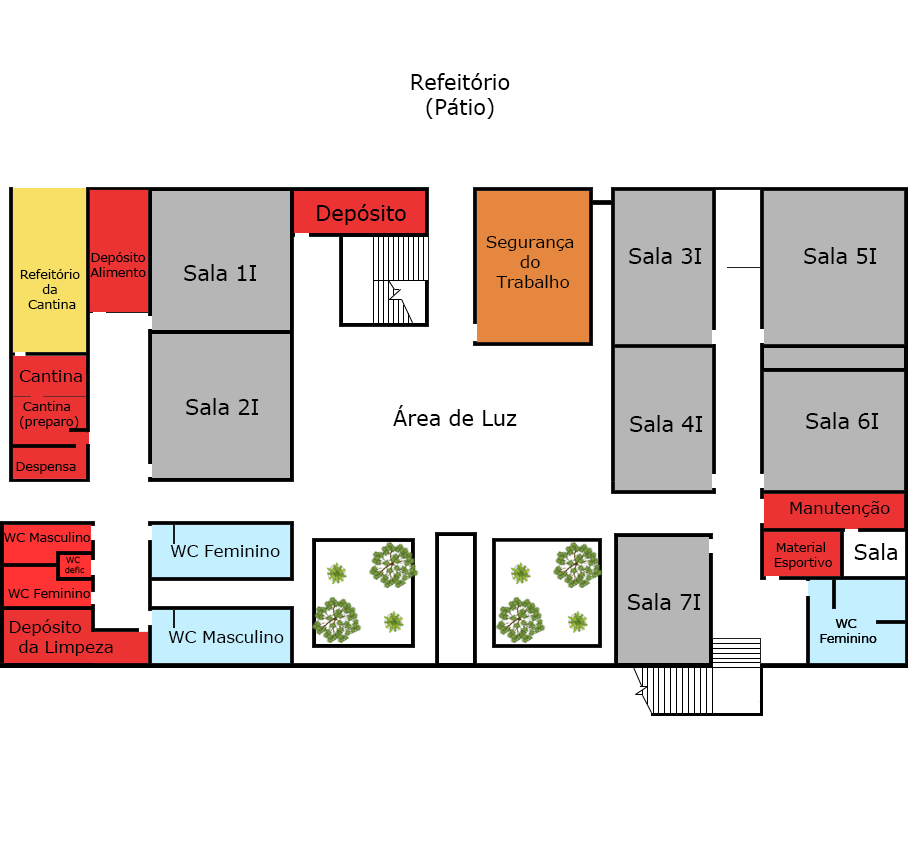 Refeitório
(Pátio)
Depósito
Segurança
do
Trabalho
Depósito
Alimento
Refeitório
da
Cantina
Sala 1I
Sala 3I
Sala 5I
Cantina
Cantina
(preparo)
Despensa
Sala 2I
Área de Luz
Sala 4I
Sala 6I
Manutenção
WC Masculino
WC
defic
WC Feminino
WC Feminino
Material
Esportivo
Sala
Depósito
da Limpeza
WC Masculino
Sala 7I
WC
Feminino